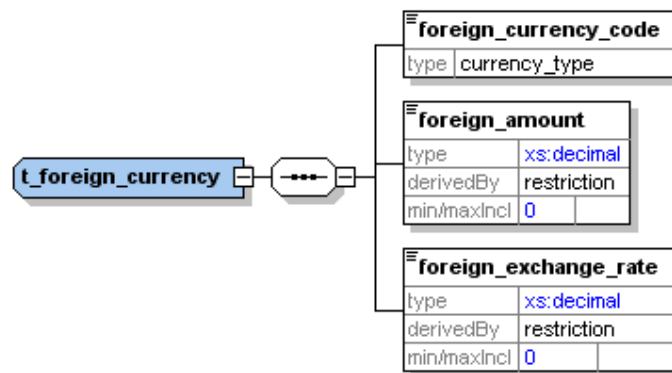 foreign_currency_code
type currency_type
foreign_amount
type xs:decimal
derivedBy restriction
min/maxIncl 0
t_foreign_currency
foreign_exchange_rate
type xs:decimal
derivedBy restriction
min/maxIncl 0